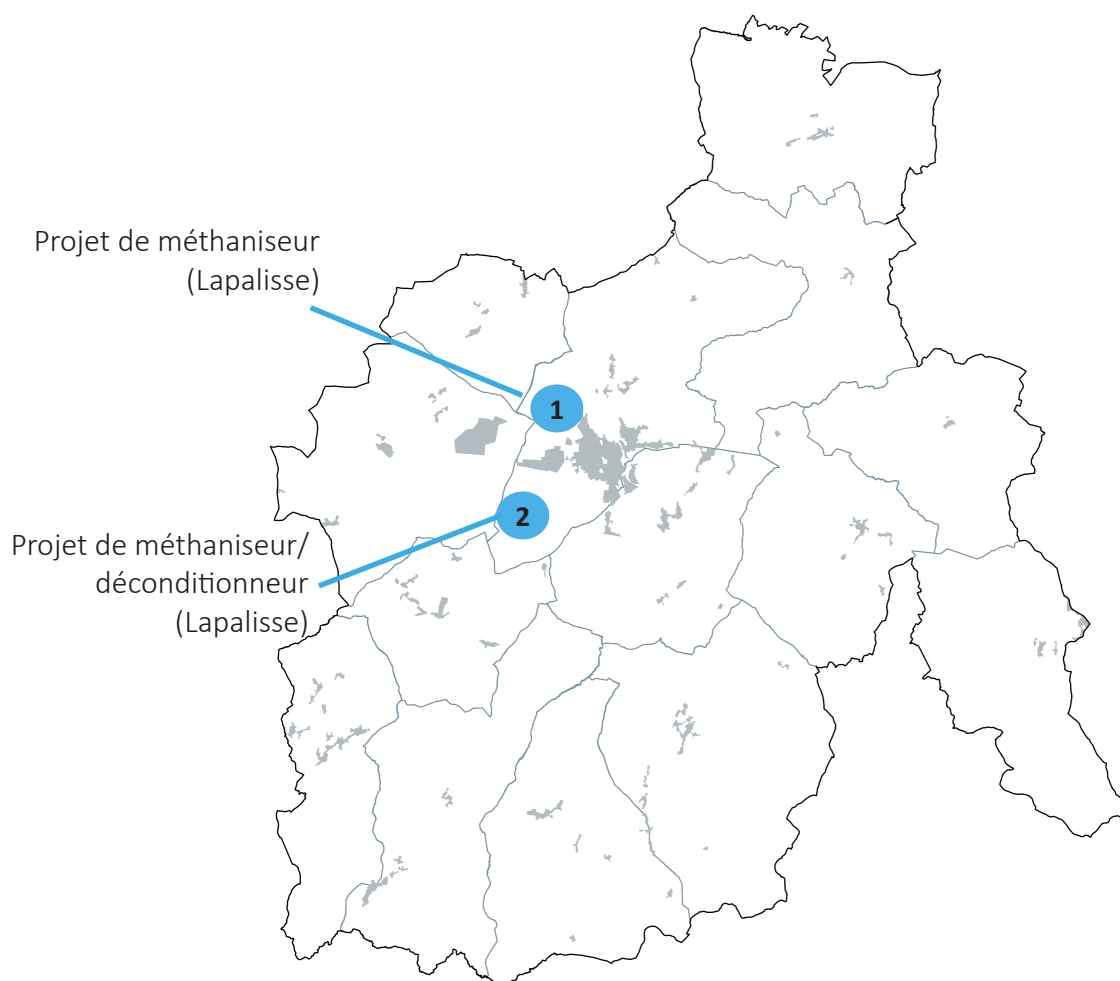 Projet de méthaniseur
(Lapalisse)
1
2
Projet de méthaniseur/
déconditionneur
(Lapalisse)